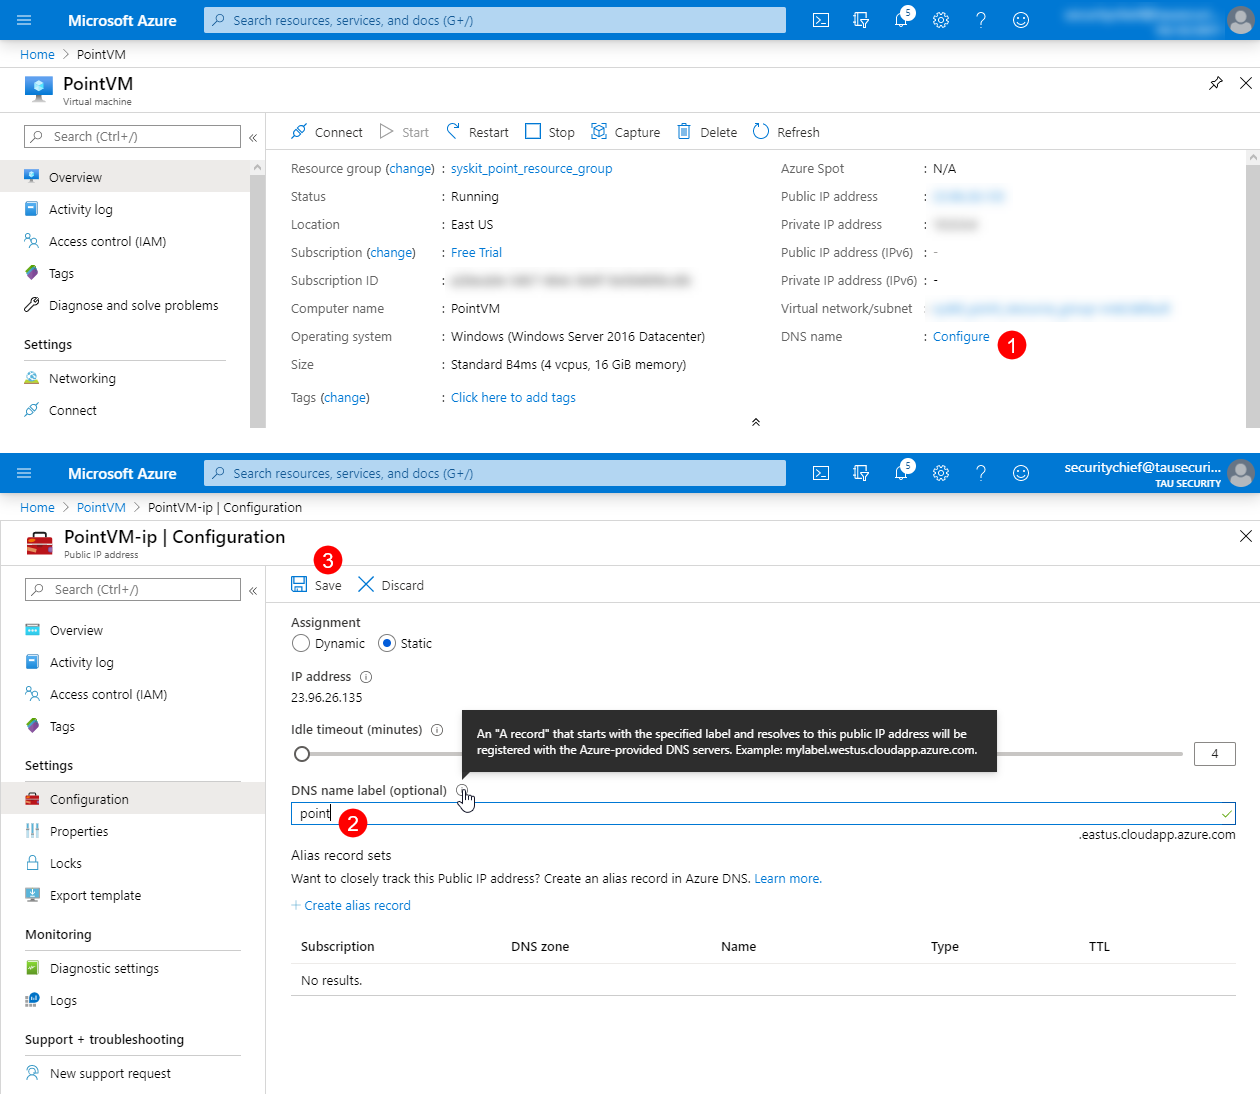 Microsoft Azure
Search resources, services, and docs (G+/)
5
Home > PointVM
PointVM
Virtual machine
Search (Ctrl+/)
«
Connect Start Restart Stop Capture Delete Refresh
Overview
Activity log
Access control (IAM)
Tags
Diagnose and solve problems
Settings
Networking
Connect
Resource group (change) : syskit_point_resource_group
Status : Running
Location : East US
Subscription (change) : Free Trial
Subscription ID :
Computer name : PointVM
Operating system : Windows (Windows Server 2016 Datacenter)
Size : Standard B4ms (4 vcpus, 16 GiB memory)
Tags (change) : Click here to add tags
Azure Spot : N/A
Public IP address :
Private IP address :
Public IP address (IPv6) : -
Private IP address (IPv6) : -
Virtual network/subnet :
DNS name : Configure
1
Microsoft Azure
Search resources, services, and docs (G+/)
5
securitychief@tausecuri...
TAU SECURITY
Home > PointVM > PointVM-ip | Configuration
PointVM-ip | Configuration
Public IP address
3
Search (Ctrl+/)
«
Save Discard
Overview
Activity log
Access control (IAM)
Tags
Settings
Configuration
Properties
Locks
Export template
Monitoring
Diagnostic settings
Logs
Support + troubleshooting
New support request
Assignment
Dynamic Static
IP address
23.96.26.135
Idle timeout (minutes)
4
An "A record" that starts with the specified label and resolves to this public IP address will be
registered with the Azure-provided DNS servers. Example: mylabel.westus.cloudapp.azure.com.
DNS name label (optional)
point
2
.eastus.cloudapp.azure.com
Alias record sets
Want to closely track this Public IP address? Create an alias record in Azure DNS. Learn more.
+ Create alias record
Subscription DNS zone Name Type TTL
No results.